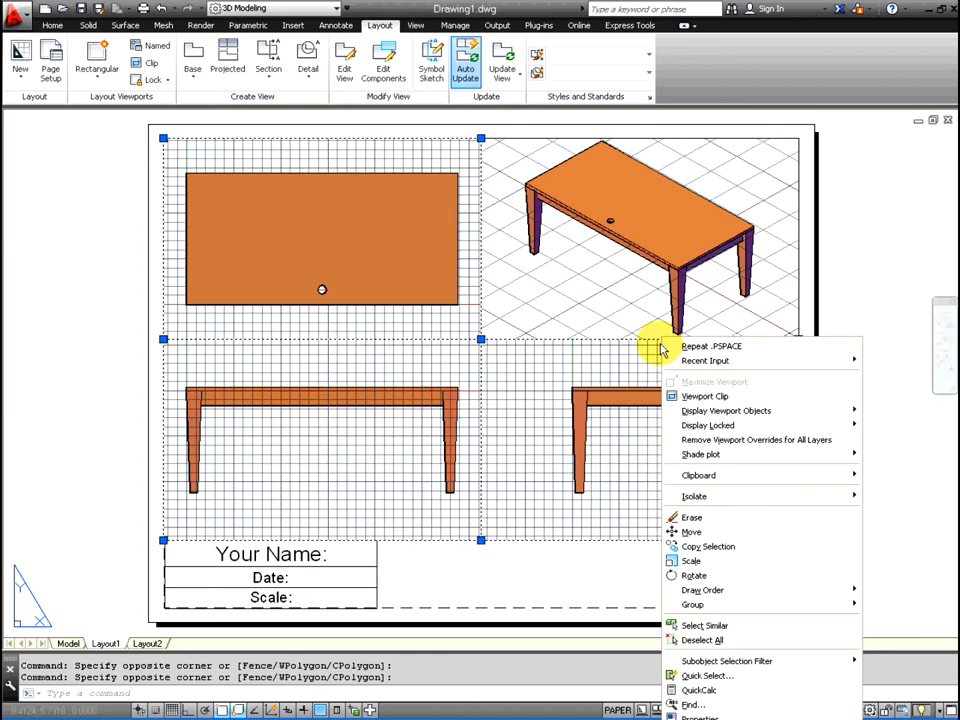 3D Modeling
Drawing1.dwg
Type a keyword or phrase
Sign In
Home Solid Surface Mesh Render Parametric Insert Annotate Layout View Manage Output Plug-ins Online Express Tools
New
Page Setup
Rectangular
Named
Clip
Lock
Base
Projected
Section
Detail
Edit View
Edit Components
Symbol Sketch
Auto Update
Update View
Layout
Layout Viewports
Create View
Modify View
Update
Styles and Standards
Repeat .PSPACE
Recent Input
Maximize Viewport
Viewport Clip
Display Viewport Objects
Display Locked
Remove Viewport Overrides for All Layers
Shade plot
Clipboard
Isolate
Erase
Move
Copy Selection
Scale
Rotate
Draw Order
Group
Select Similar
Deselect All
Subobject Selection Filter
Quick Select...
QuickCalc
Find...
Properties
Your Name:
Date:
Scale:
Y
X
Model Layout1 Layout2
Command: Specify opposite corner or [Fence/WPolygon/CPolygon]:
Command: Specify opposite corner or [Fence/WPolygon/CPolygon]:
Type a command
PAPER